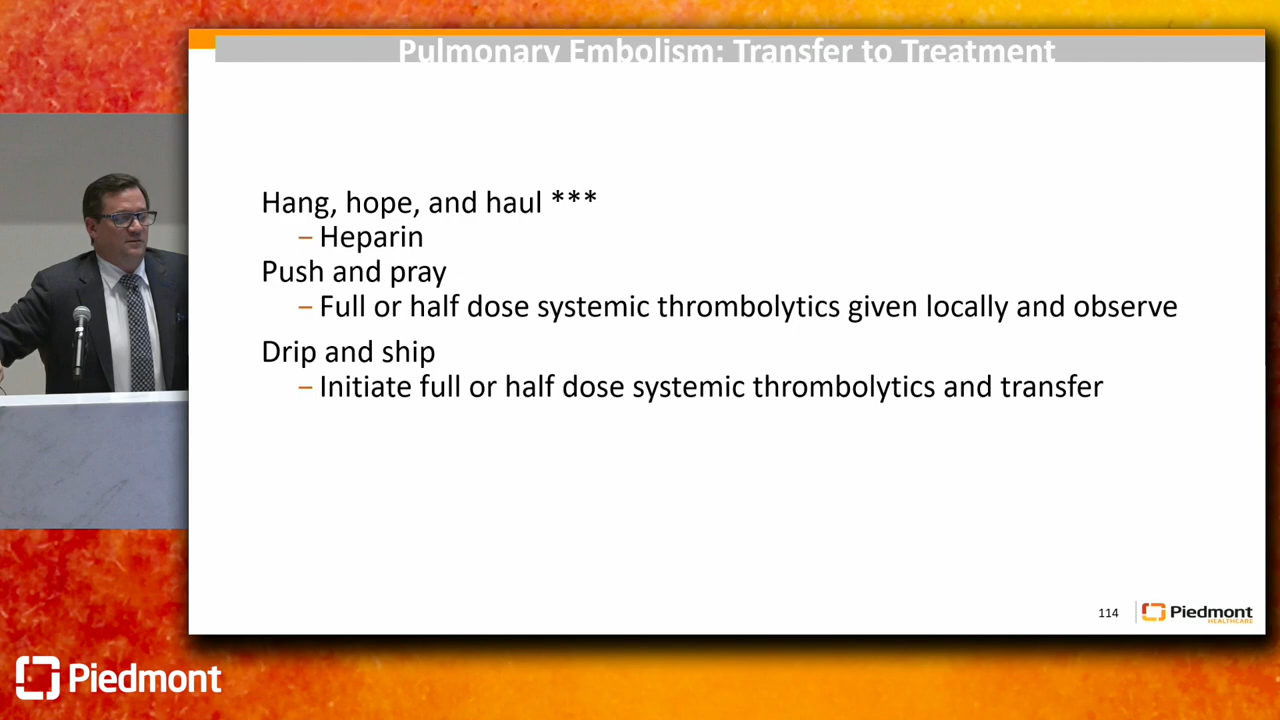 Pulmonary Embolism: Transfer to Treatment
Hang, hope, and haul ***
– Heparin
Push and pray
– Full or half dose systemic thrombolytics given locally and observe
Drip and ship
– Initiate full or half dose systemic thrombolytics and transfer
114
Piedmont
HEALTHCARE
Piedmont